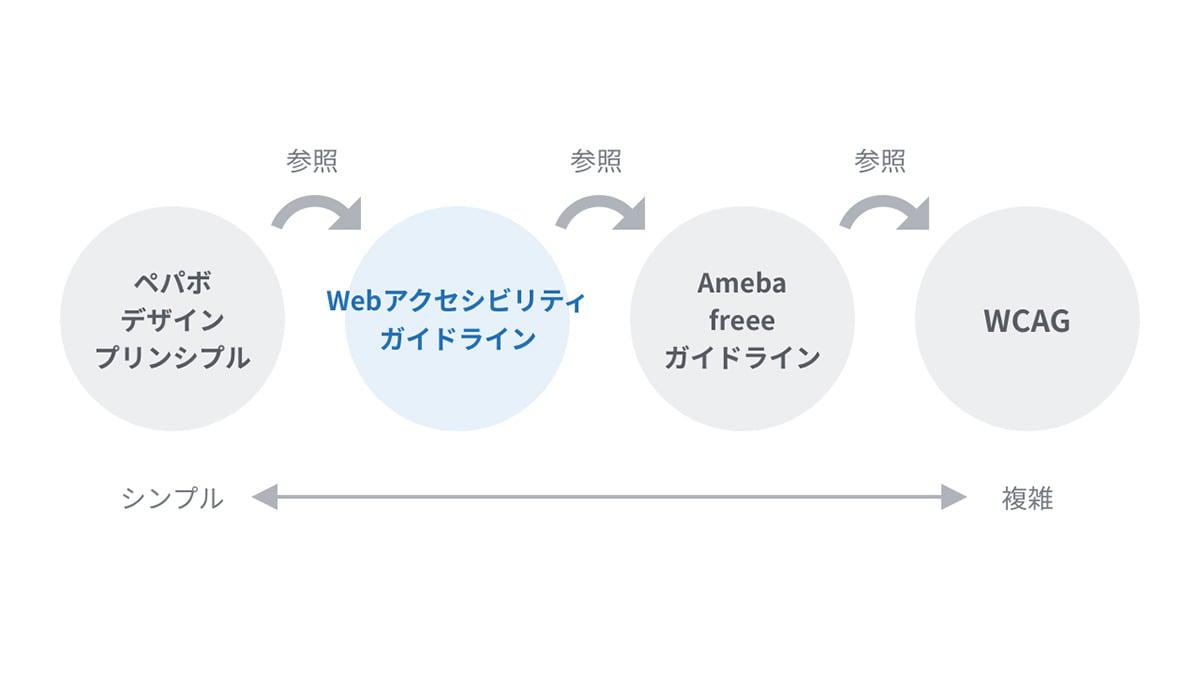 参照
参照
参照
ペパボ
デザイン
プリンシプル
Webアクセシビリティ
ガイドライン
Ameba
freee
ガイドライン
WCAG
シンプル
複雑